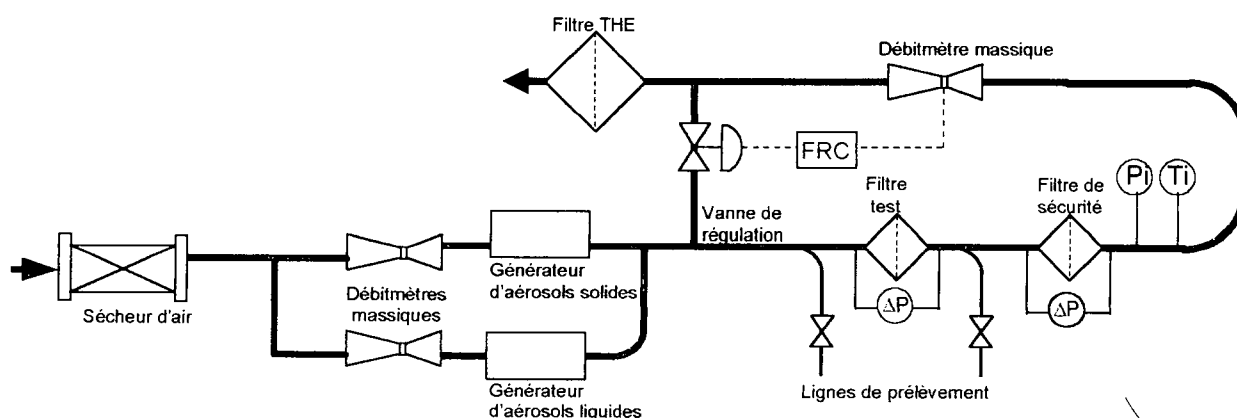 Filtre THE
Débitmètre massique
FRC
Filtre
test
Filtre de
sécurité
Pi
Ti
Vanne de
régulation
Générateur
d'aérosols solides
Débitmètres
massiques
Sécheur d'air
ΔP
ΔP
Générateur
d'aérosols liquides
Lignes de prélèvement